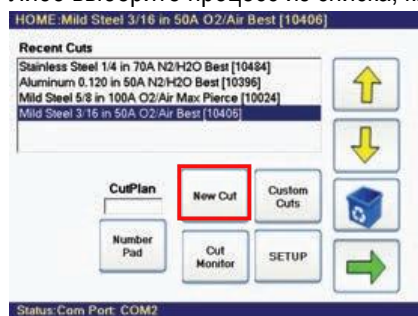 HOME:Mild Steel 3/16 in 50A O2/Air Best [10406]
Recent Cuts
Stainless Steel 1/4 in 70A N2/H2O Best [10484]
Aluminum 0.120 in 50A N2/H2O Best [10396]
Mild Steel 5/8 in 100A O2/Air Max Pierce [10024]
Mild Steel 3/16 in 50A O2/Air Best [10406]
CutPlan
New Cut
Custom
Cuts
Number
Pad
Cut
Monitor
SETUP
Status:Com Port: COM2